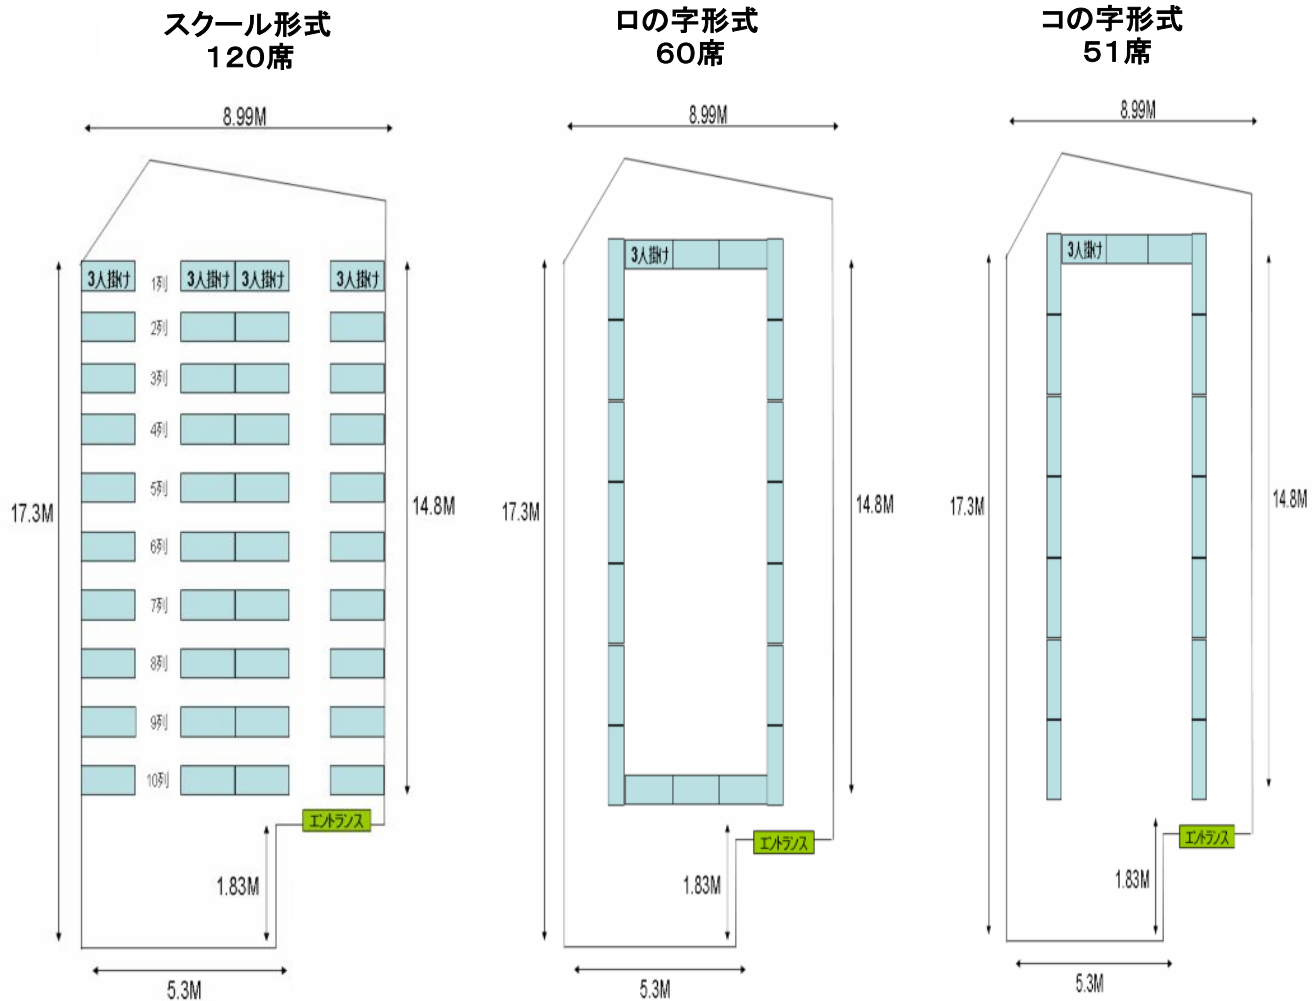 スクール形式
120席
8.99M
3人掛け
1列
3人掛け
3人掛け
3人掛け
2列
3列
4列
5列
6列
7列
8列
9列
10列
17.3M
14.8M
エントランス
1.83M
5.3M
ロの字形式
60席
8.99M
3人掛け
17.3M
14.8M
エントランス
1.83M
5.3M
コの字形式
51席
8.99M
3人掛け
17.3M
14.8M
エントランス
1.83M
5.3M